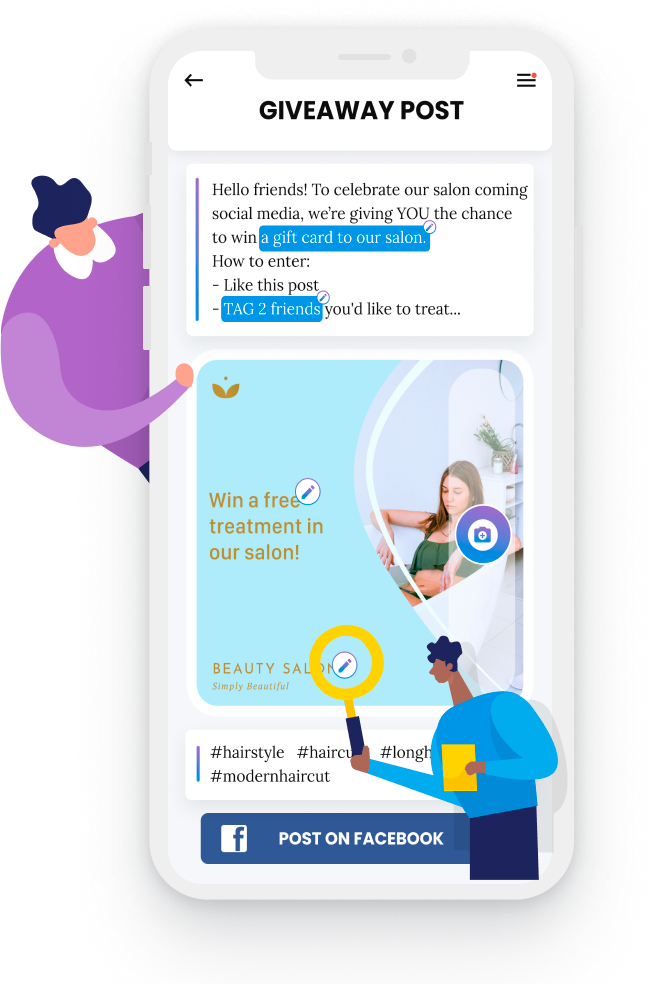 GIVEAWAY POST
Hello friends! To celebrate our salon coming
social media, we're giving YOU the chance
to win a gift card to our salon.
How to enter:
- Like this post
- TAG 2 friends you'd like to treat...
Win a free
treatment in
our salon!
BEAUTY SALON
Simply Beautiful
#hairstyle #haircu #longh
#modernhaircut
POST ON FACEBOOK